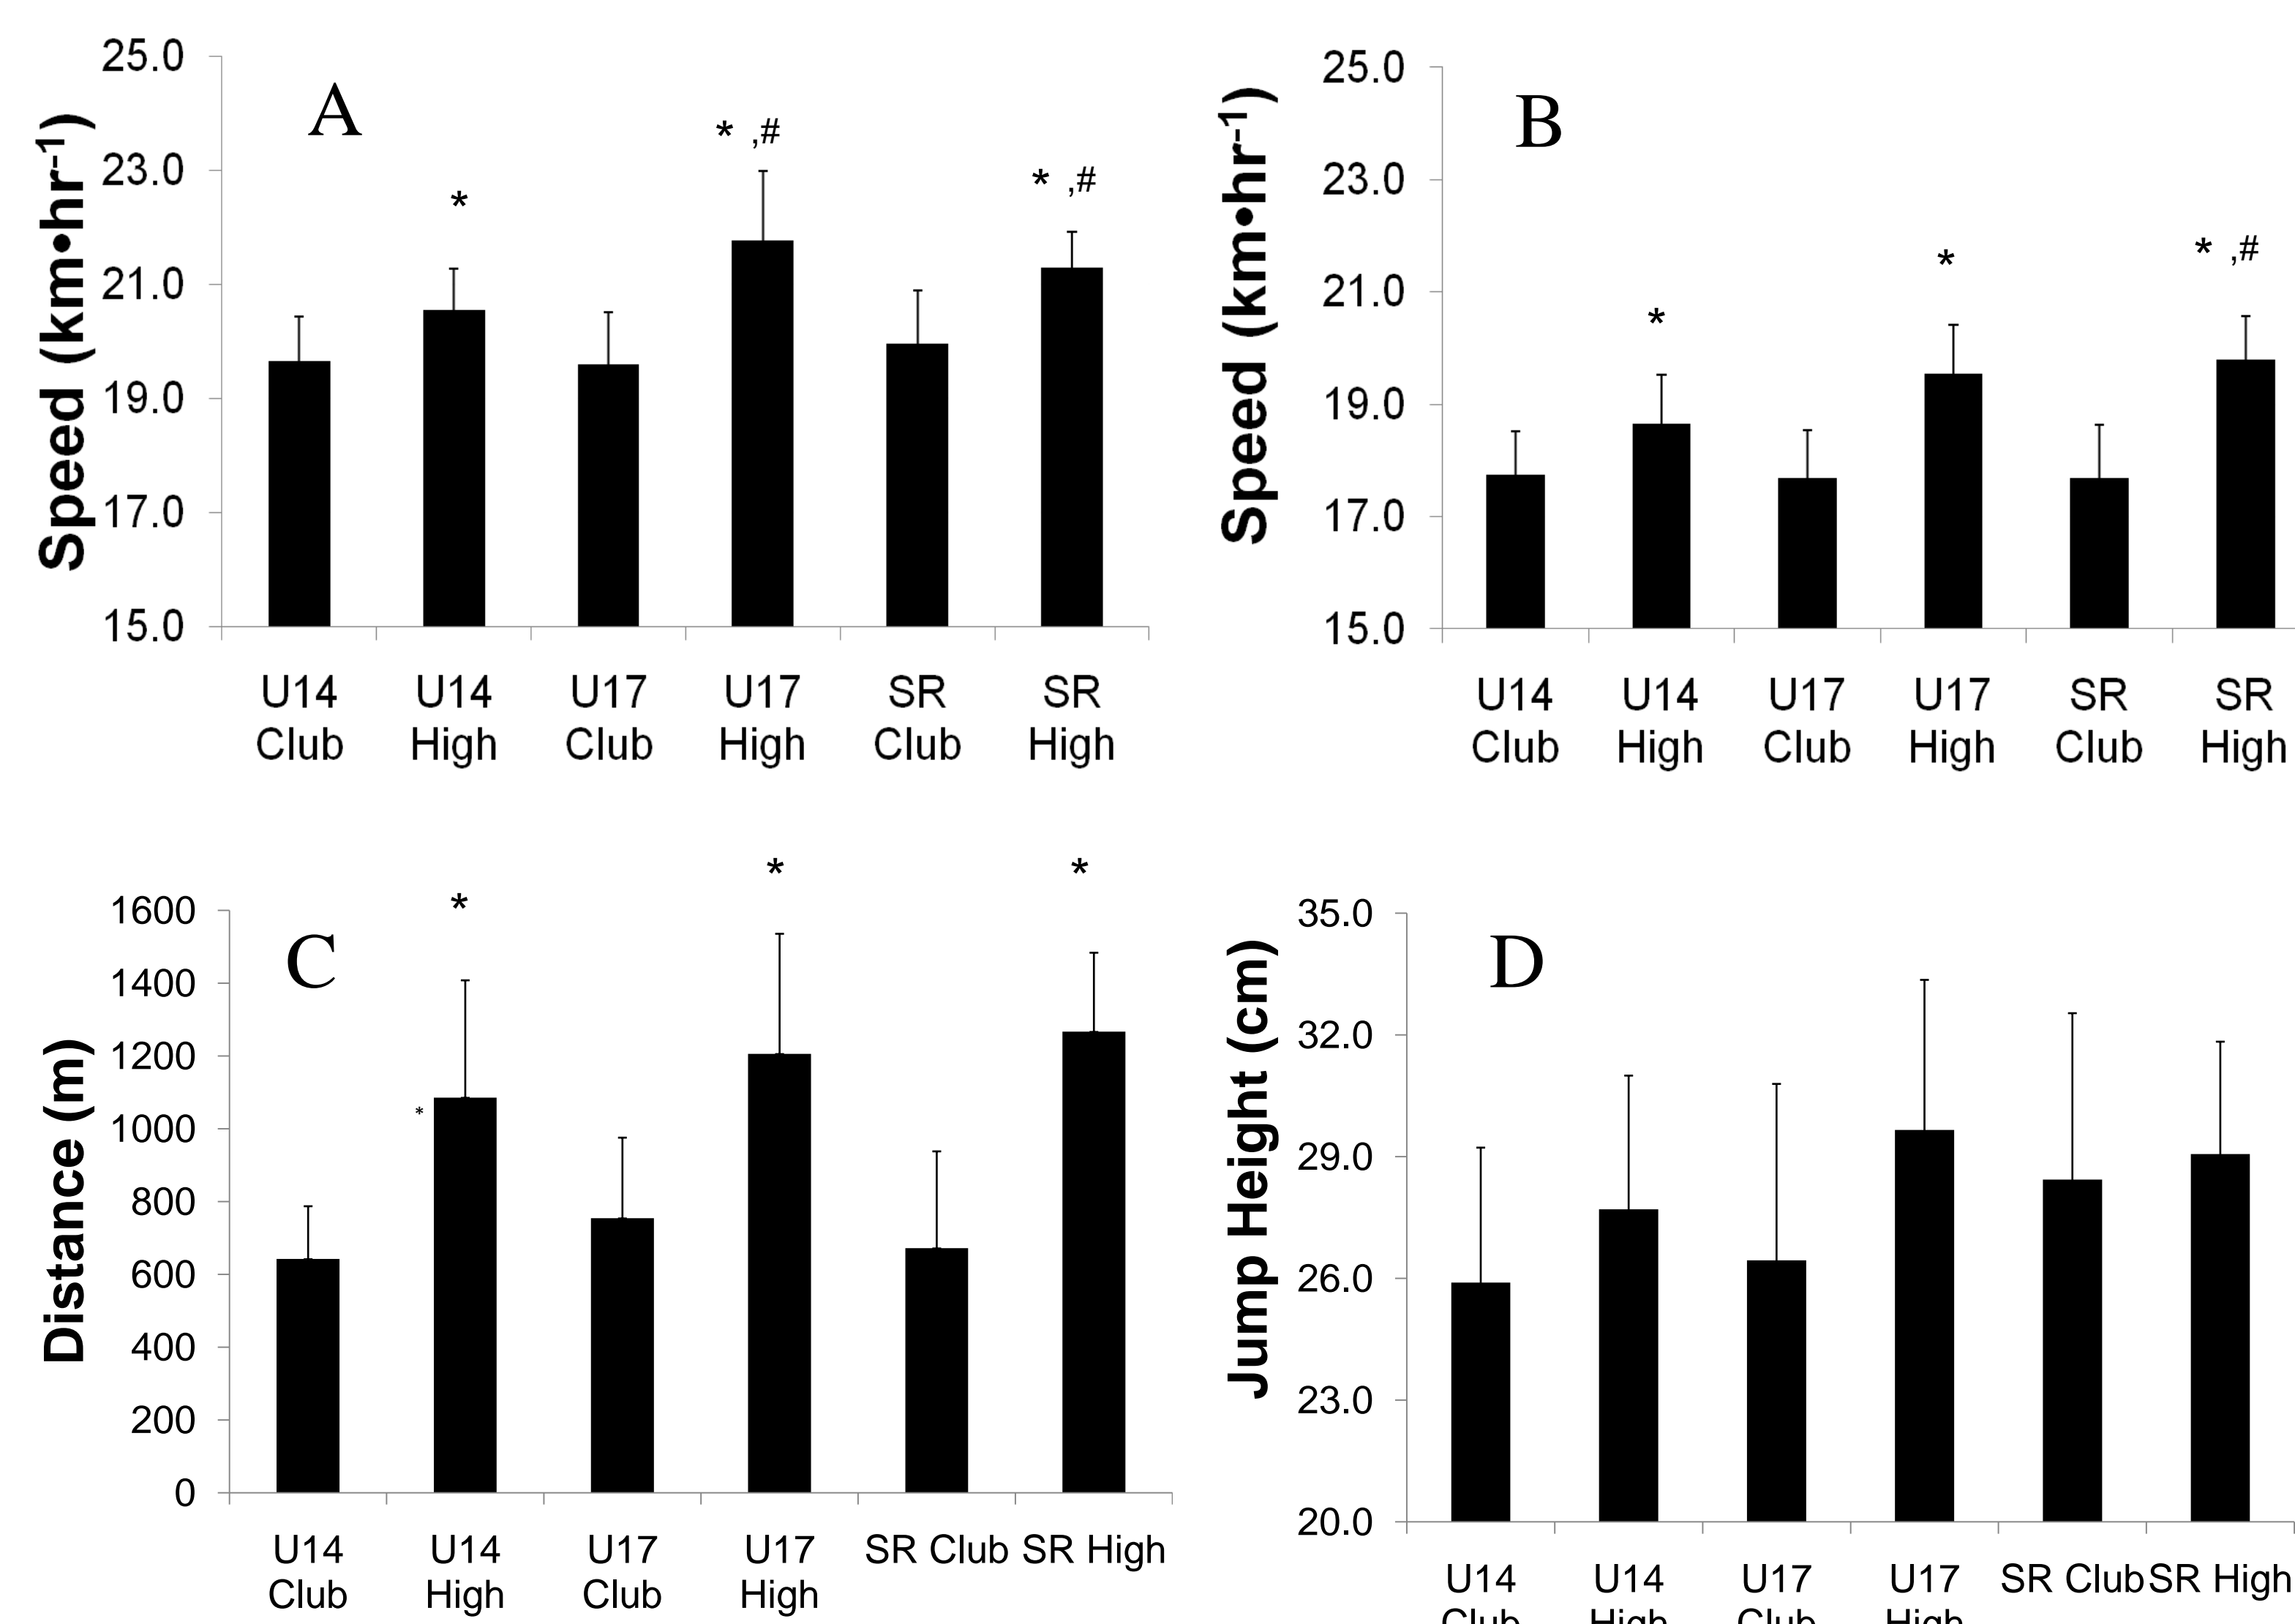 A
Speed (km•hr-1)
25.0
23.0
21.0
19.0
17.0
15.0
*
* ,#
* ,#
U14 Club
U14 High
U17 Club
U17 High
SR Club
SR High
B
Speed (km•hr-1)
25.0
23.0
21.0
19.0
17.0
15.0
*
*
* ,#
U14 Club
U14 High
U17 Club
U17 High
SR Club
SR High
C
Distance (m)
1600
1400
1200
1000
800
600
400
200
0
*
*
*
*
U14 Club
U14 High
U17 Club
U17 High
SR Club
SR High
D
Jump Height (cm)
35.0
32.0
29.0
26.0
23.0
20.0
U14 Club
U14 High
U17 Club
U17 High
SR Club
SR High